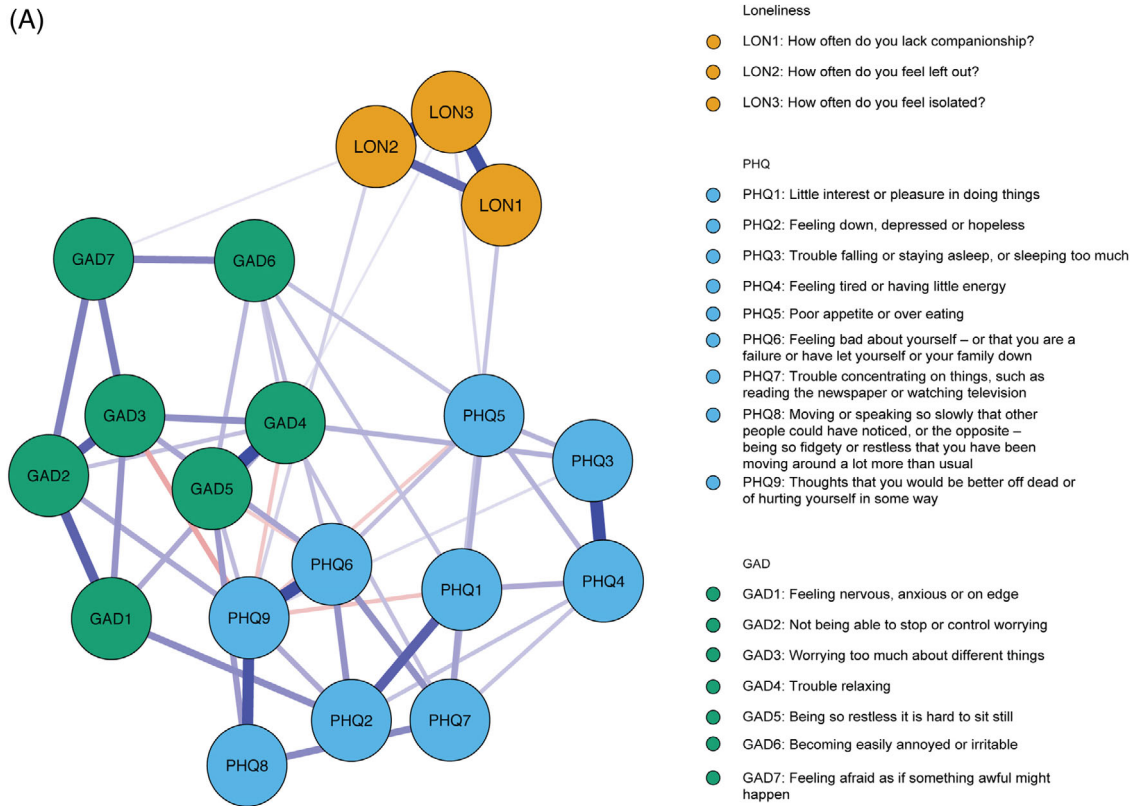 (A)
LON3
LON2
LON1
GAD7
GAD6
GAD3
GAD4
PHQ5
GAD2
GAD5
PHQ3
PHQ6
PHQ1
PHQ4
GAD1
PHQ9
PHQ2
PHQ7
PHQ8
Loneliness
LON1: How often do you lack companionship?
LON2: How often do you feel left out?
LON3: How often do you feel isolated?
PHQ
PHQ1: Little interest or pleasure in doing things
PHQ2: Feeling down, depressed or hopeless
PHQ3: Trouble falling or staying asleep, or sleeping too much
PHQ4: Feeling tired or having little energy
PHQ5: Poor appetite or over eating
PHQ6: Feeling bad about yourself – or that you are a
failure or have let yourself or your family down
PHQ7: Trouble concentrating on things, such as
reading the newspaper or watching television
PHQ8: Moving or speaking so slowly that other
people could have noticed, or the opposite –
being so fidgety or restless that you have been
moving around a lot more than usual
PHQ9: Thoughts that you would be better off dead or
of hurting yourself in some way
GAD
GAD1: Feeling nervous, anxious or on edge
GAD2: Not being able to stop or control worrying
GAD3: Worrying too much about different things
GAD4: Trouble relaxing
GAD5: Being so restless it is hard to sit still
GAD6: Becoming easily annoyed or irritable
GAD7: Feeling afraid as if something awful might
happen